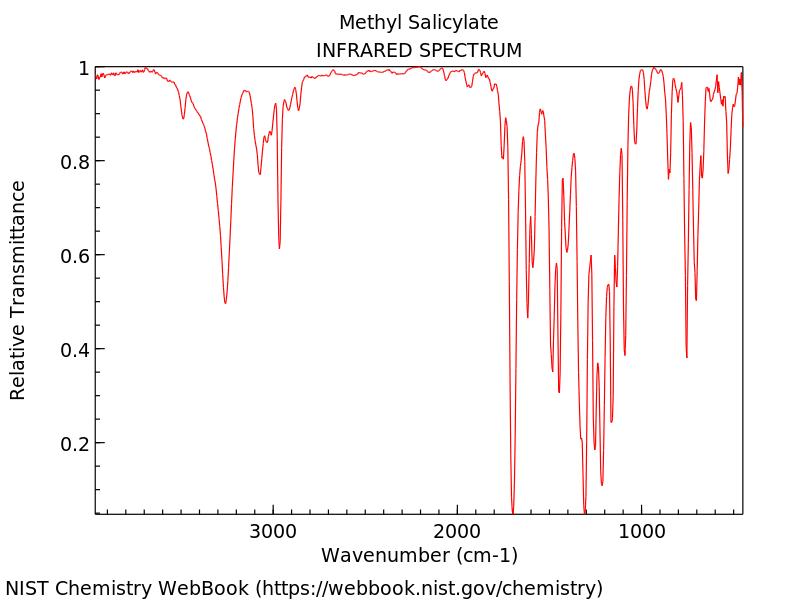 Methyl Salicylate
INFRARED SPECTRUM
Relative Transmittance
1
0.8
0.6
0.4
0.2
3000 2000 1000
Wavenumber (cm-1)
NIST Chemistry WebBook (https://webbook.nist.gov/chemistry)